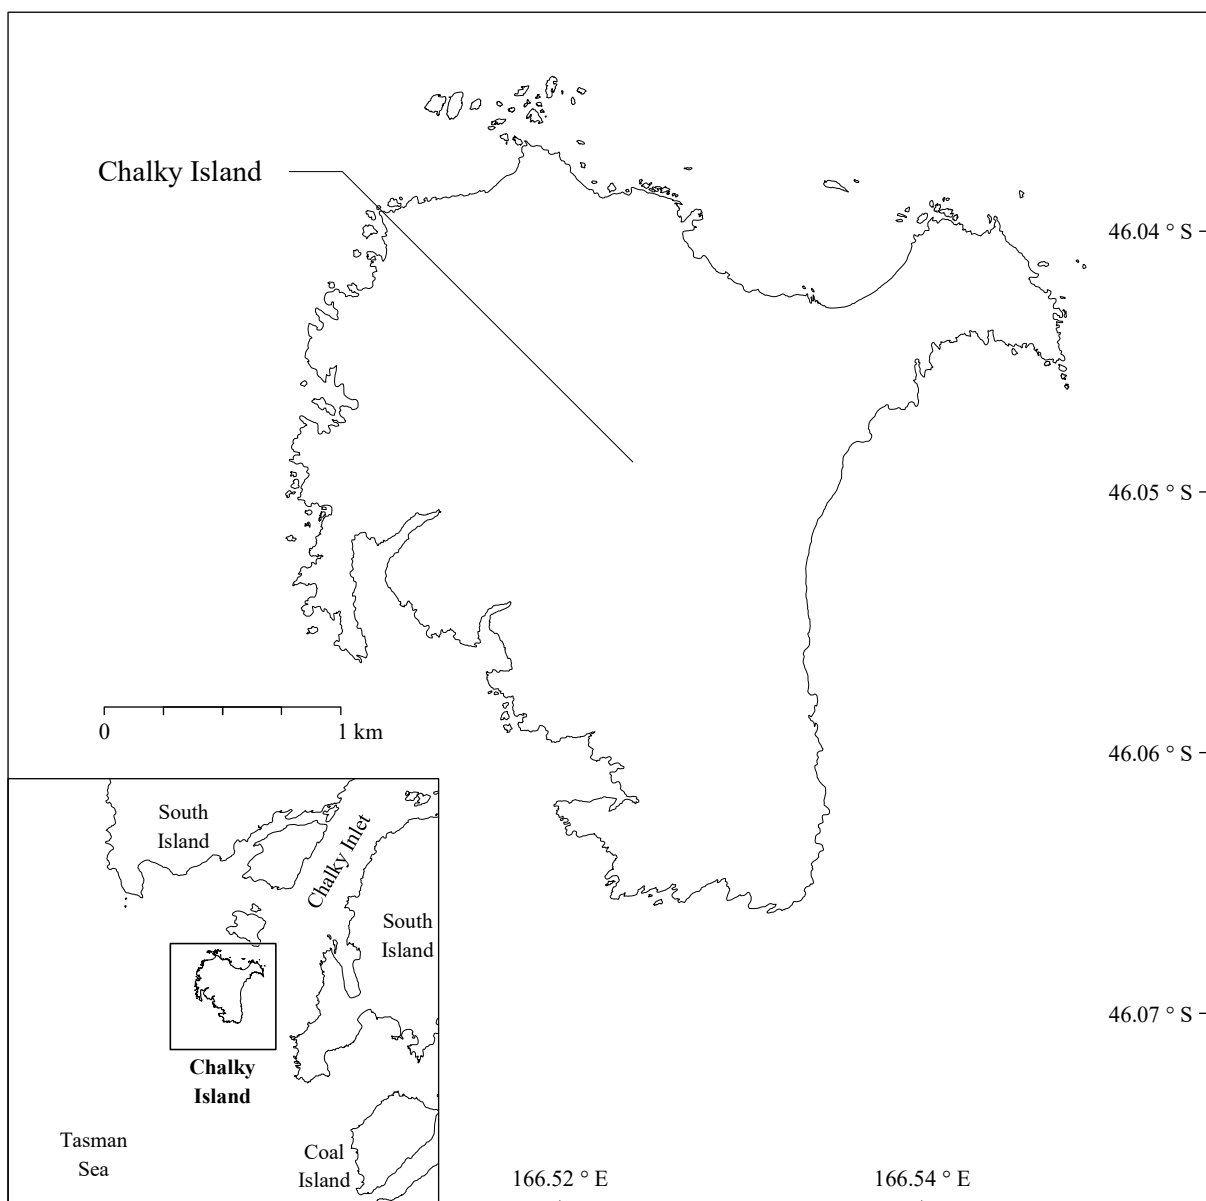 Chalky Island
46.04 ° S
46.05 ° S
0
1 km
46.06 ° S
South
Island
Chalky Inlet
South
Island
46.07 ° S
Chalky
Island
Tasman
Sea
Coal
Island
166.52 ° E
166.54 ° E